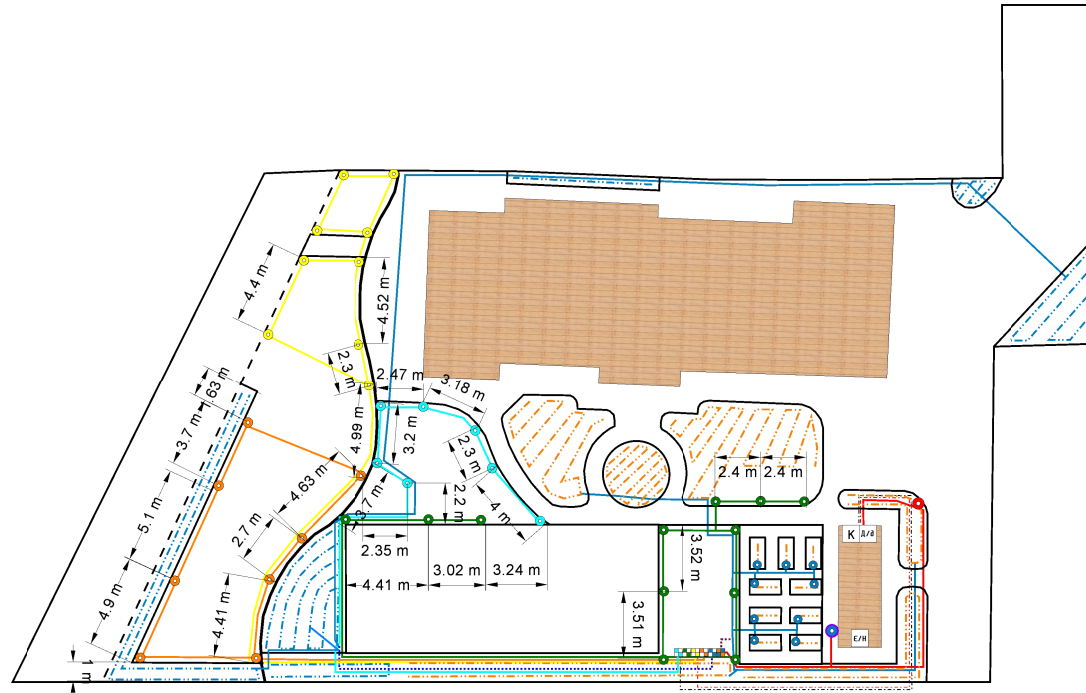 4.4 m
4.52 m
2.3 m
2.47 m
3.18 m
1.63 m
3.7 m
4.99 m
3.2 m
2.3 m
4.63 m
2.4 m
2.4 m
5.1 m
3.7 m
2.2 m
4 m
2.7 m
К
Д/Д
2.35 m
3.52 m
4.9 m
4.41 m
4.41 m
3.02 m
3.24 m
3.51 m
Е/Н
1 m